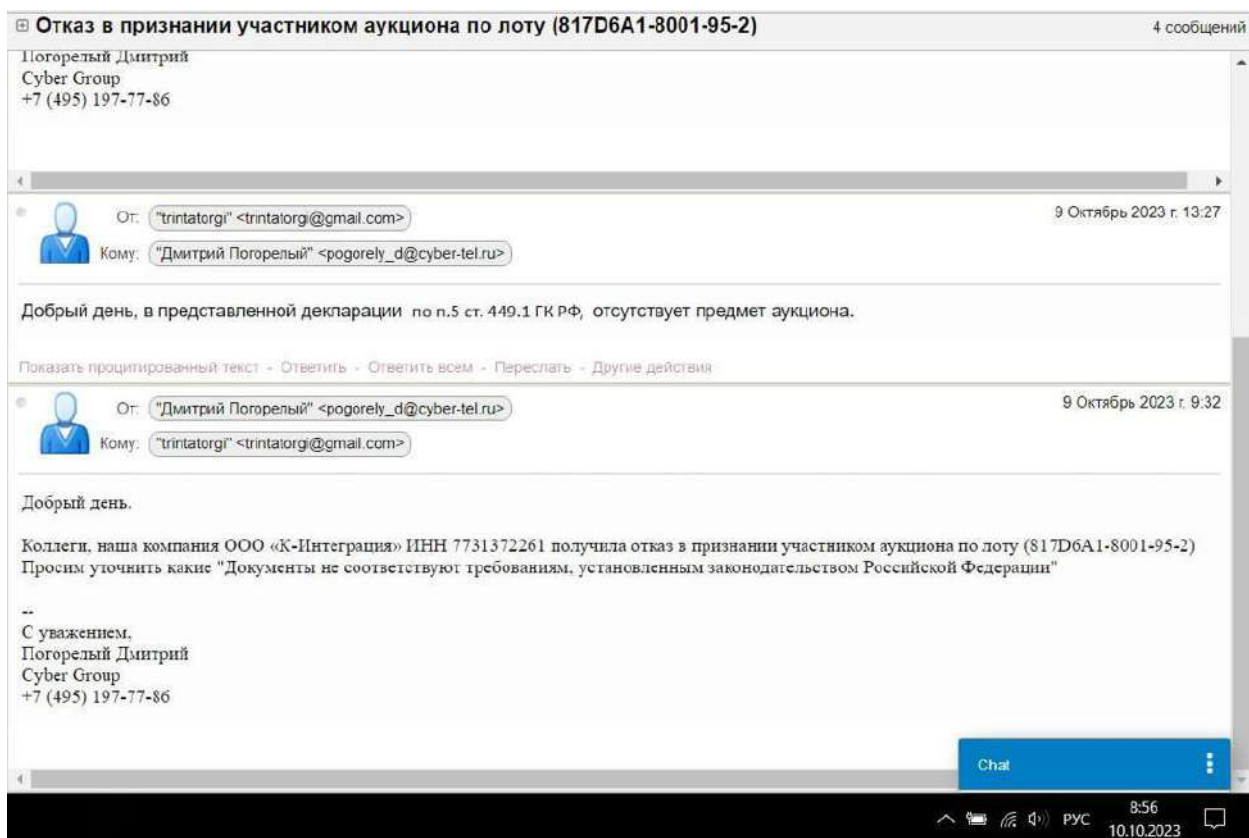 Отказ в признании участником аукциона по лоту (817D6A1-8001-95-2)
4 сообщений
Погорелый Дмитрий
Cyber Group
+7 (495) 197-77-86
От: "trintatorgi" <trintatorgi@gmail.com>
9 Октябрь 2023 г. 13:27
Кому: "Дмитрий Погорелый" <pogorely_d@cyber-tel.ru>
Добрый день, в представленной декларации по п.5 ст. 449.1 ГК РФ, отсутствует предмет аукциона.
Показать процитированный текст - Ответить - Ответить всем - Переслать - Другие действия
От: "Дмитрий Погорелый" <pogorely_d@cyber-tel.ru>
9 Октябрь 2023 г. 9:32
Кому: "trintatorgi" <trintatorgi@gmail.com>
Добрый день.
Коллеги, наша компания ООО «К-Интеграция» ИНН 7731372261 получила отказ в признании участником аукциона по лоту (817D6A1-8001-95-2)
Просим уточнить какие "Документы не соответствуют требованиям, установленным законодательством Российской Федерации"
--
С уважением,
Погорелый Дмитрий
Cyber Group
+7 (495) 197-77-86
Chat
РУС
8:56
10.10.2023